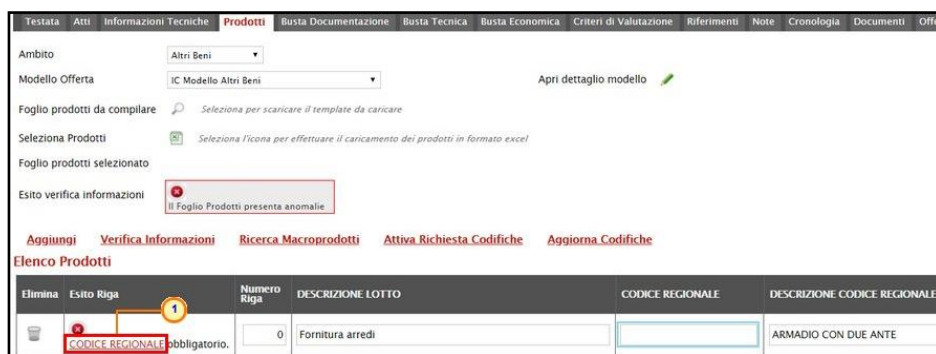 Testata Atti Informazioni Tecniche Prodotti Busta Documentazione Busta Tecnica Busta Economica Criteri di Valutazione Riferimenti Note Cronologia Documenti
Ambito Altri Beni
Modello Offerta IC Modello Altri Beni Apri dettaglio modello
Foglio prodotti da compilare Seleziona per scaricare il template da caricare
Seleziona Prodotti Seleziona l'icona per effettuare il caricamento dei prodotti in formato excel
Foglio prodotti selezionato
Esito verifica informazioni
Il Foglio Prodotti presenta anomalie
Aggiungi Verifica Informazioni Ricerca Macroprodotti Attiva Richiesta Codifiche Aggiorna Codifiche
Elenco Prodotti
Elimina Esito Riga Numero Riga DESCRIZIONE LOTTO CODICE REGIONALE DESCRIZIONE CODICE REGIONALE
1
0 Fornitura arredi ARMADIO CON DUE ANTE
CODICE REGIONALE obbligatorio.